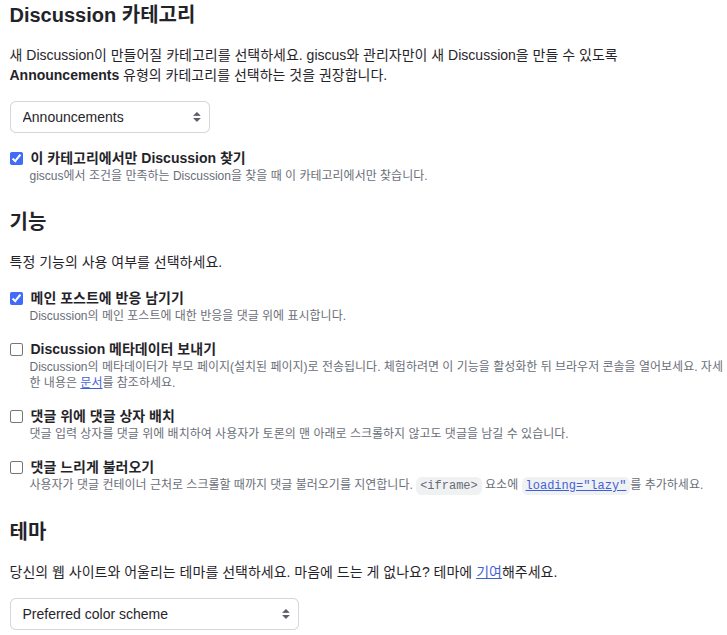 Discussion 카테고리
새 Discussion이 만들어질 카테고리를 선택하세요. giscus와 관리자만이 새 Discussion을 만들 수 있도록
Announcements 유형의 카테고리를 선택하는 것을 권장합니다.
Announcements
이 카테고리에서만 Discussion 찾기
giscus에서 조건을 만족하는 Discussion을 찾을 때 이 카테고리에서만 찾습니다.
기능
특정 기능의 사용 여부를 선택하세요.
메인 포스트에 반응 남기기
Discussion의 메인 포스트에 대한 반응을 댓글 위에 표시합니다.
Discussion 메타데이터 보내기
Discussion의 메타데이터가 부모 페이지(설치된 페이지)로 전송됩니다. 체험하려면 이 기능을 활성화한 뒤 브라우저 콘솔을 열어보세요. 자세
한 내용은 문서를 참조하세요.
댓글 위에 댓글 상자 배치
댓글 입력 상자를 댓글 위에 배치하여 사용자가 토론의 맨 아래로 스크롤하지 않고도 댓글을 남길 수 있습니다.
댓글 느리게 불러오기
사용자가 댓글 컨테이너 근처로 스크롤할 때까지 댓글 불러오기를 지연합니다. <iframe> 요소에 loading="lazy" 를 추가하세요.
테마
당신의 웹 사이트와 어울리는 테마를 선택하세요. 마음에 드는 게 없나요? 테마에 기여해주세요.
Preferred color scheme